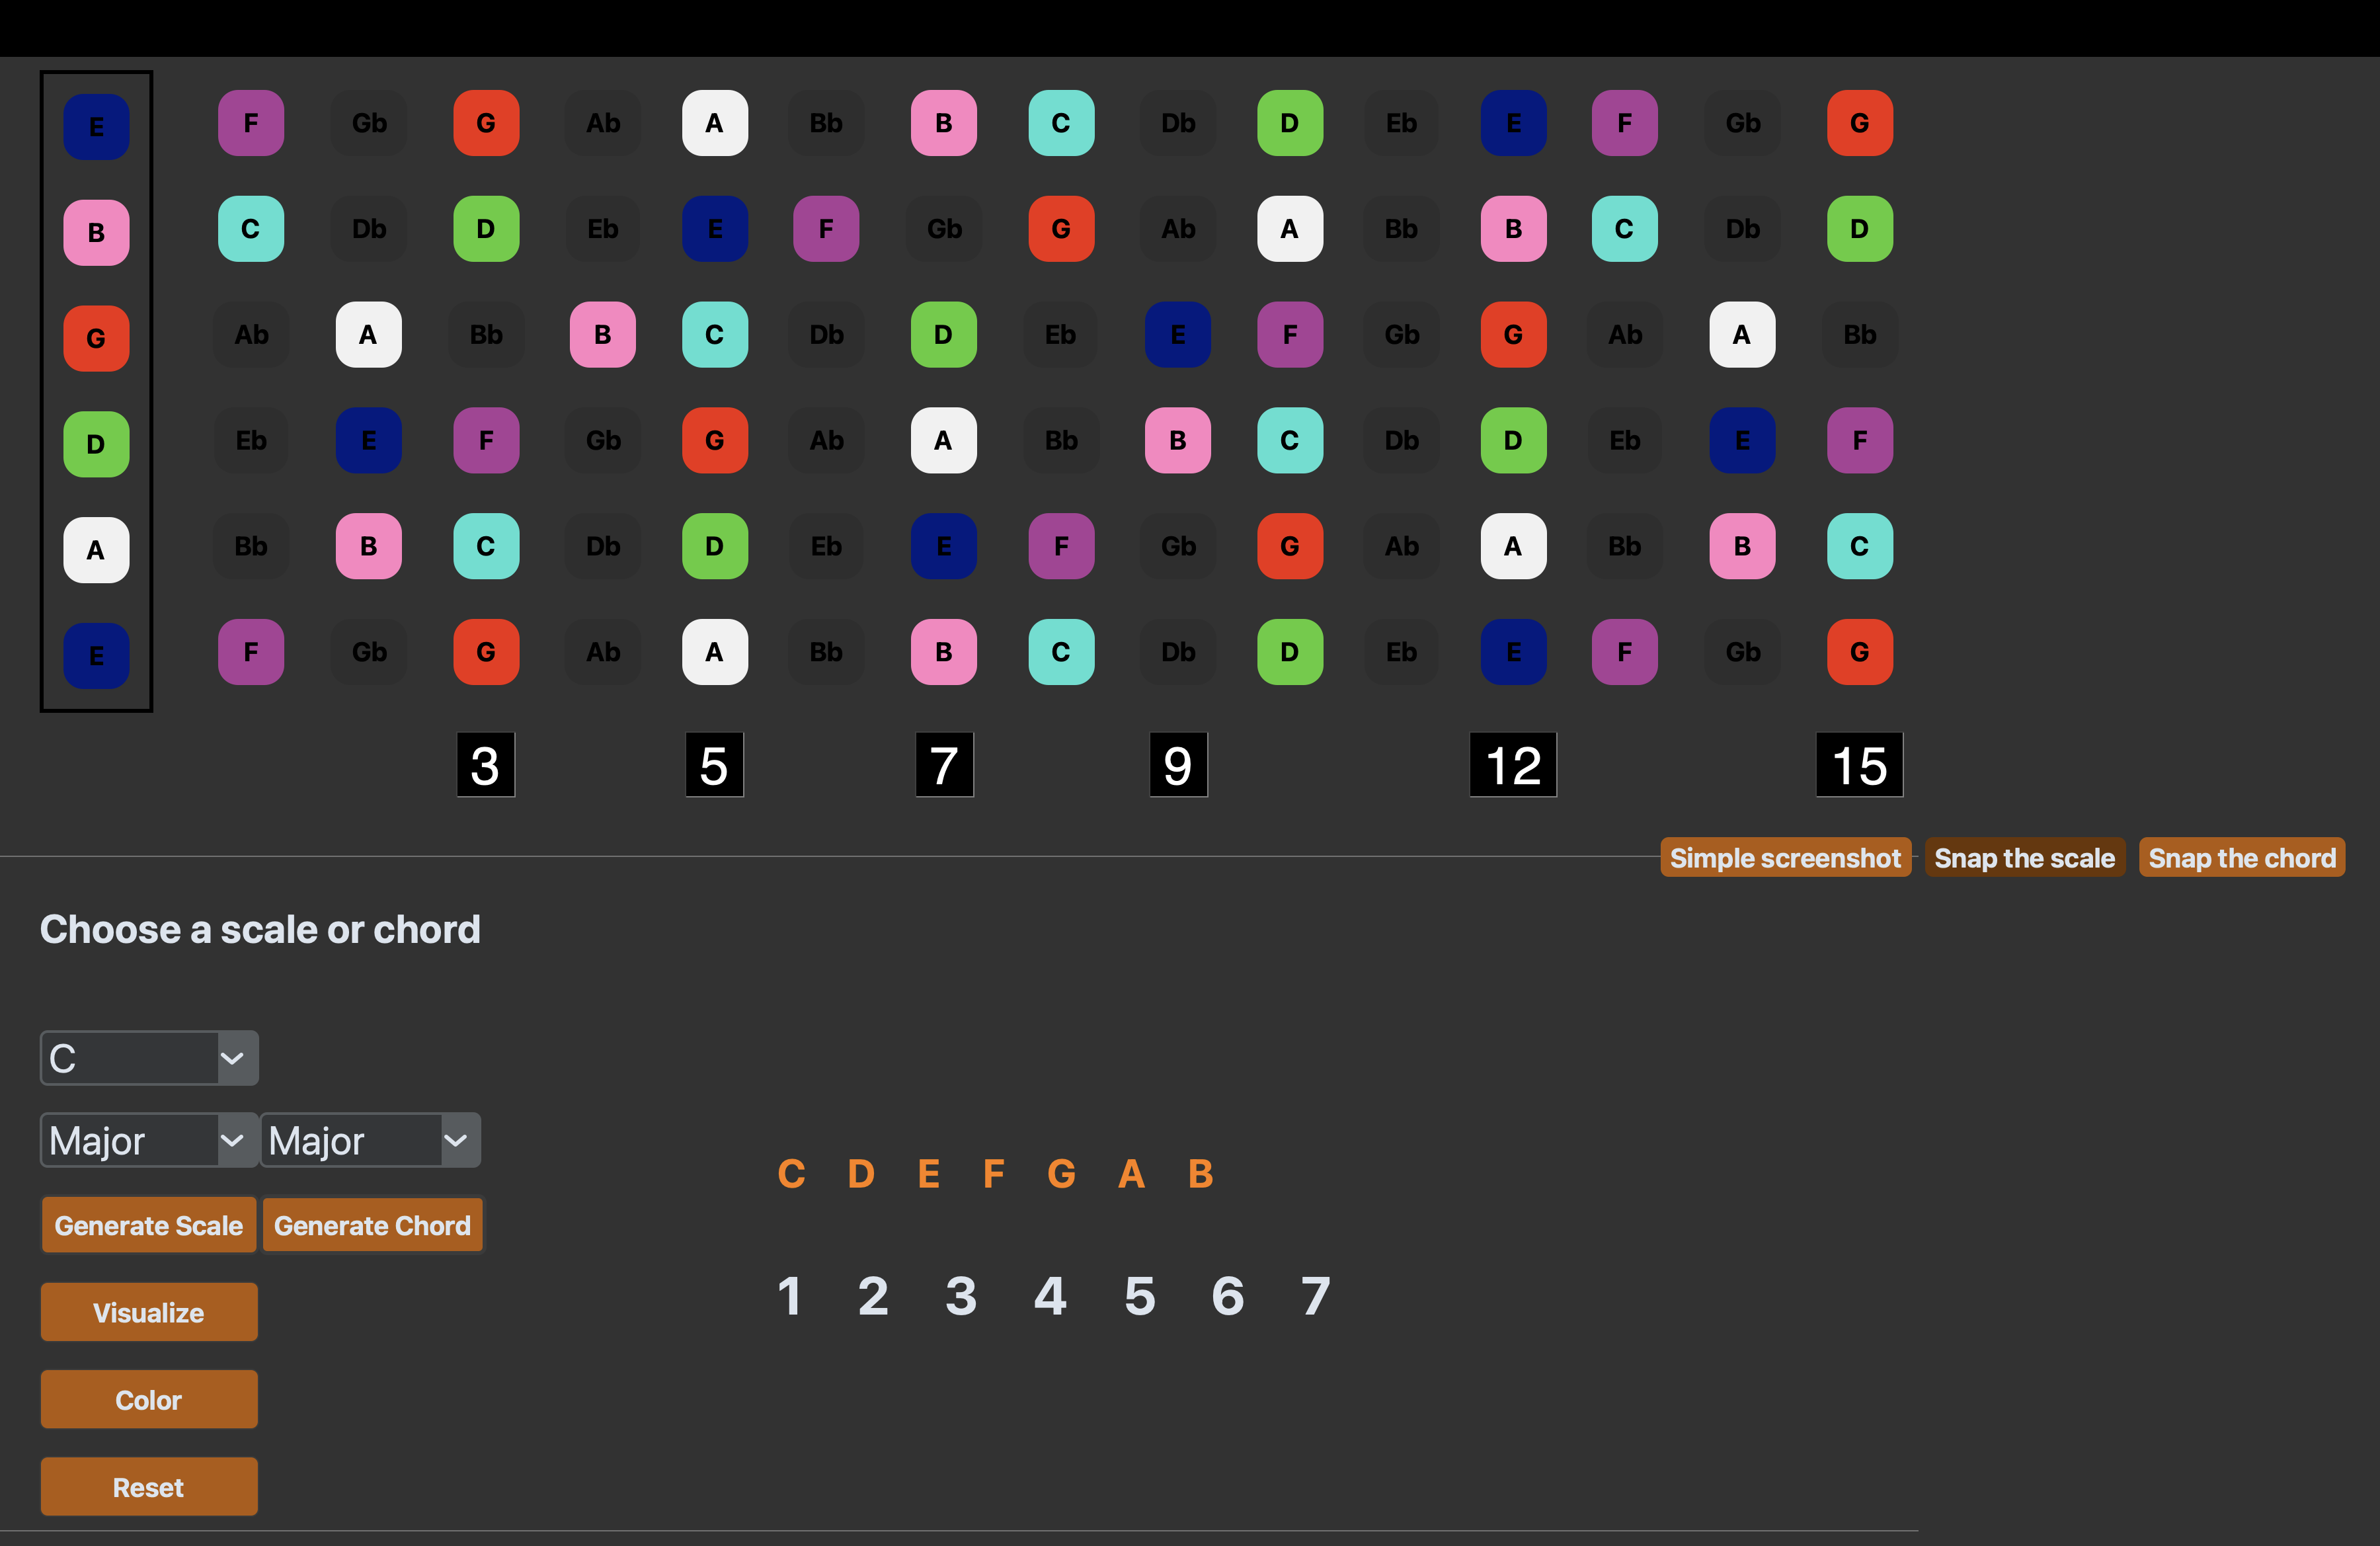 E F Gb G Ab A Bb B C Db D Eb E F Gb G
B C Db D Eb E F Gb G Ab A Bb B C Db D
G Ab A Bb B C Db D Eb E F Gb G Ab A Bb
D Eb E F Gb G Ab A Bb B C Db D Eb E F
A Bb B C Db D Eb E F Gb G Ab A Bb B C
E F Gb G Ab A Bb B C Db D Eb E F Gb G
3 5 7 9 12 15
Simple screenshot Snap the scale Snap the chord
Choose a scale or chord
C
Major Major
C D E F G A B
Generate Scale Generate Chord
1 2 3 4 5 6 7
Visualize
Color
Reset